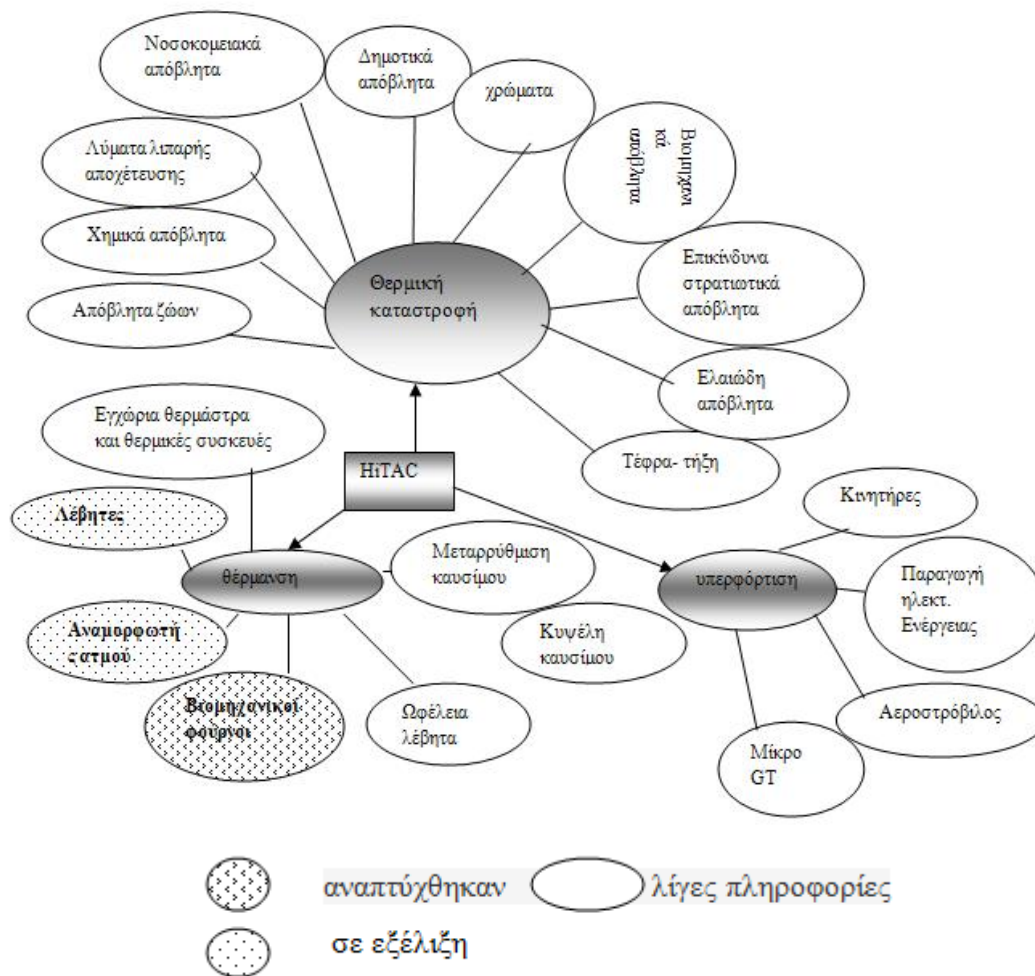 Νοσοκομειακά
απόβλητα
Δημοτικά
απόβλητα
χρώματα
Βιομηχανι
κά
απόβλητα
Λύματα λιπαρής
αποχέτευσης
Χημικά απόβλητα
Απόβλητα ζώων
Θερμική
καταστροφή
Επικίνδυνα
στρατιωτικά
απόβλητα
Ελαιώδη
απόβλητα
Τέφρα- τήξη
Εγχώρια θερμάστρα
και θερμικές συσκευές
HiTAC
Κινητήρες
Λέβητες
θέρμανση
Μεταρρύθμιση
καυσίμου
υπερφόρτιση
Παραγωγή
ηλεκτ.
Ενέργειας
Αναμορφωτή
ς ατμού
Κυψέλη
καυσίμου
Βιομηχανικοί
φούρνοι
Ωφέλεια
λέβητα
Αεροστρόβιλος
Μίκρο
GT
αναπτύχθηκαν
λίγες πληροφορίες
σε εξέλιξη